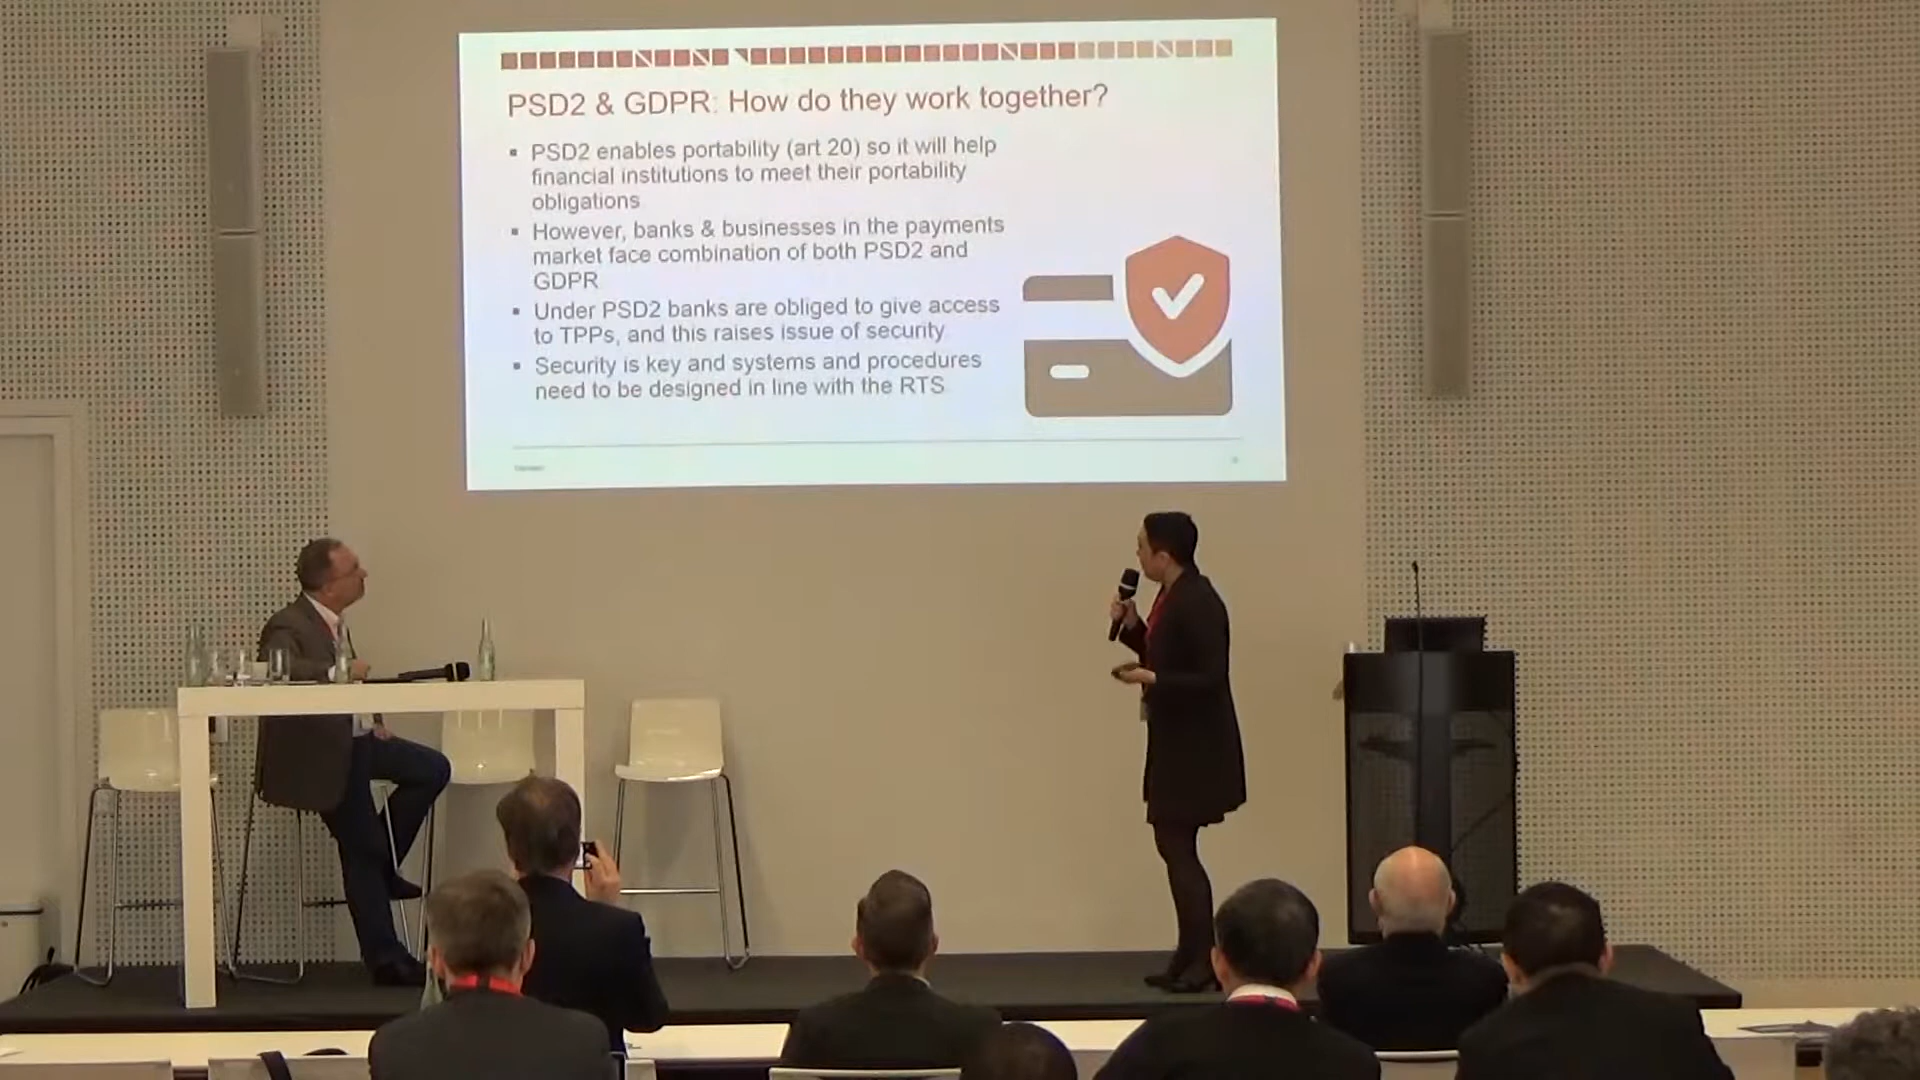 PSD2 & GDPR: How do they work together?
▪ PSD2 enables portability (art 20) so it will help
financial institutions to meet their portability
obligations
▪ However, banks & businesses in the payments
market face combination of both PSD2 and
GDPR
▪ Under PSD2 banks are obliged to give access
to TPPs, and this raises issue of security
▪ Security is key and systems and procedures
need to be designed in line with the RTS